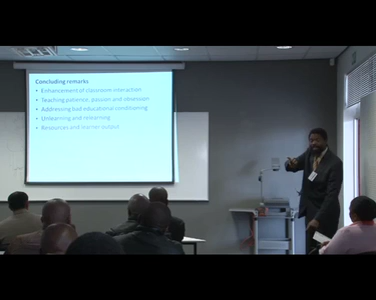 Concluding remarks
• Enhancement of classroom interaction
• Teaching patience, passion and obsession
• Addressing bad educational conditioning
• Unlearning and relearning
• Resources and learner output